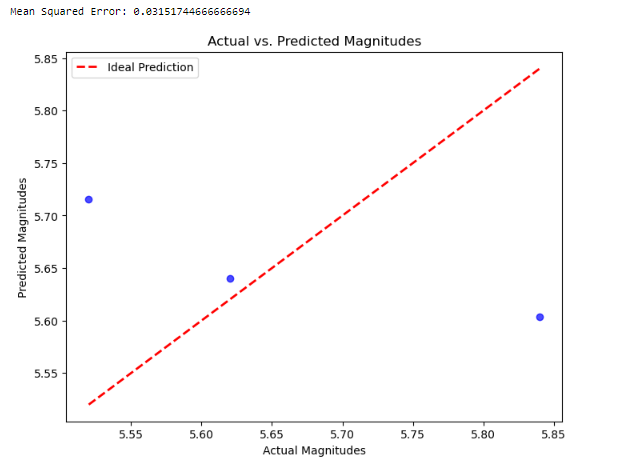 Mean Squared Error: 0.03151744666666694
Actual vs. Predicted Magnitudes
Ideal Prediction
5.85
5.80
5.75
5.70
5.65
5.60
5.55
Predicted Magnitudes
5.55
5.60
5.65
5.70
5.75
5.80
5.85
Actual Magnitudes